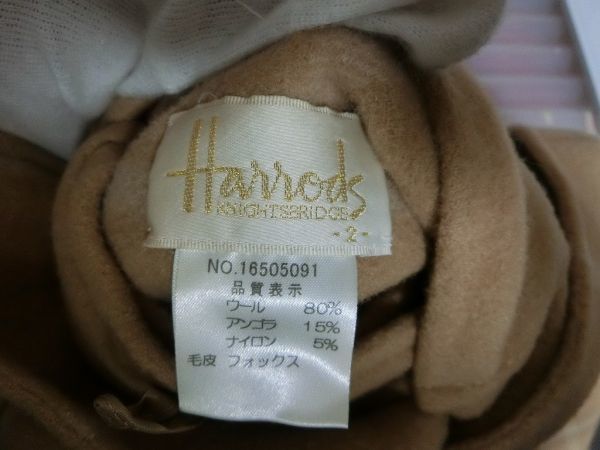 Harrods
KNIGHTSBRIDGE
-2-
NO.16505091
品質表示
ウール 80%
アンゴラ 15%
ナイロン 5%
毛皮 フォックス